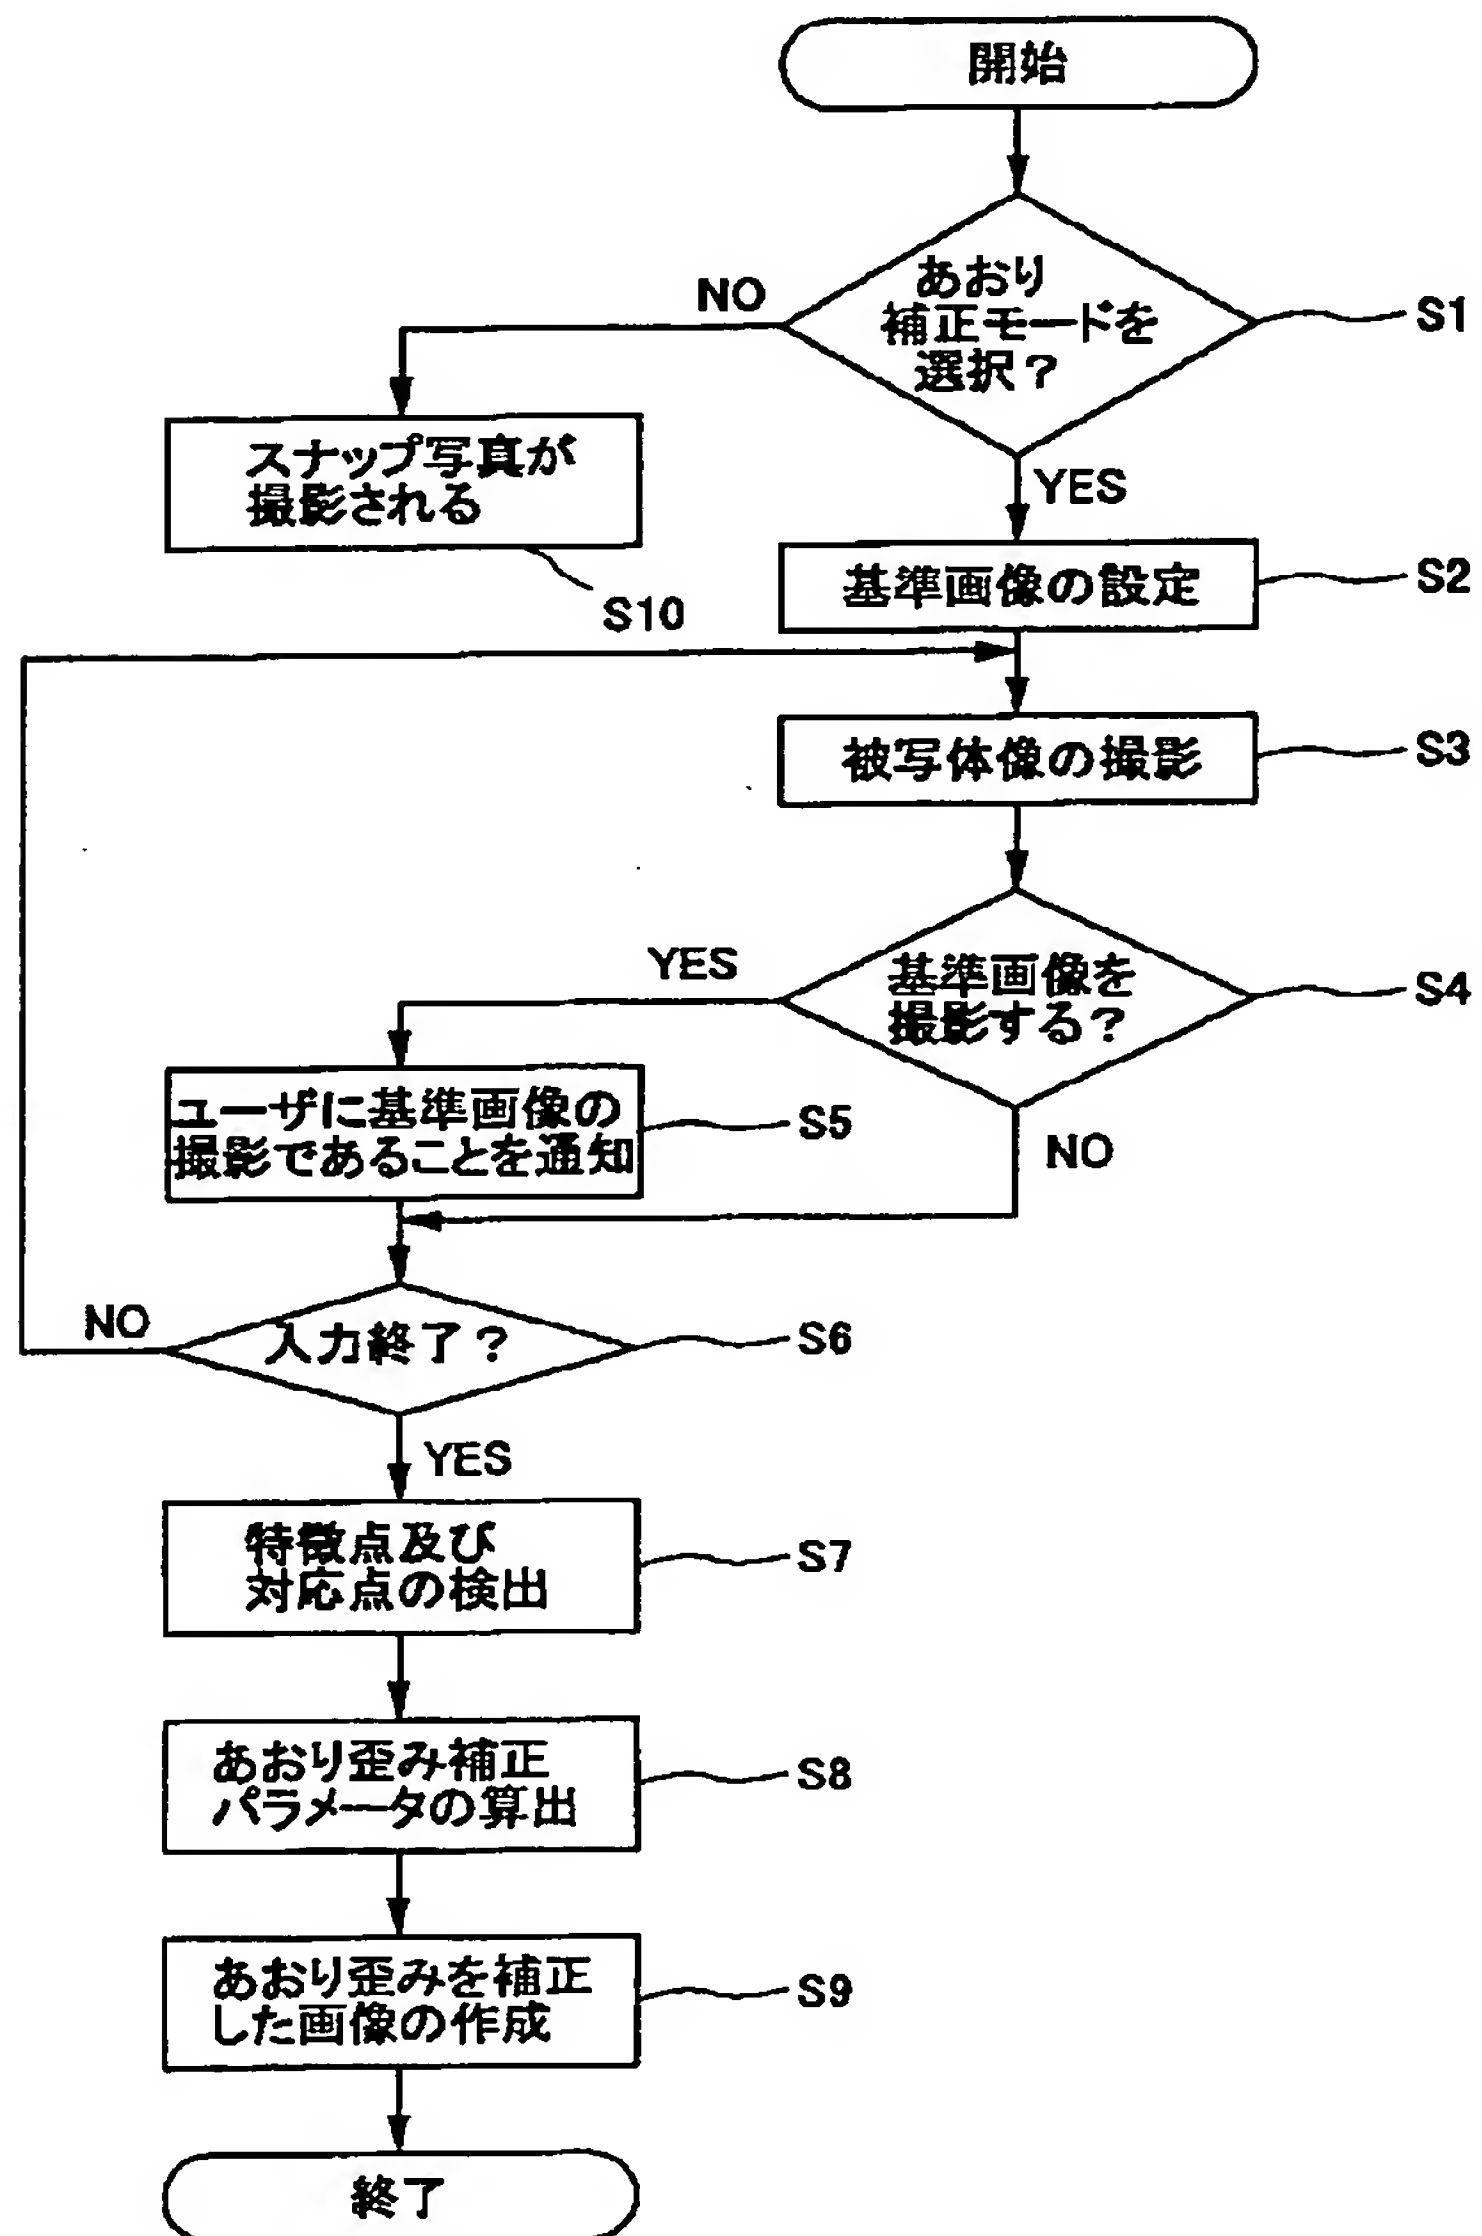 開始
あおり
補正モードを
選択?
S1
NO
YES
スナップ写真が
撮影される
S10
基準画像の設定
S2
被写体像の撮影
S3
基準画像を
撮影する?
S4
YES
NO
ユーザに基準画像の
撮影であることを通知
S5
入力終了?
S6
NO
YES
特徴点及び
対応点の検出
S7
あおり歪み補正
パラメータの算出
S8
あおり歪みを補正
した画像の作成
S9
終了